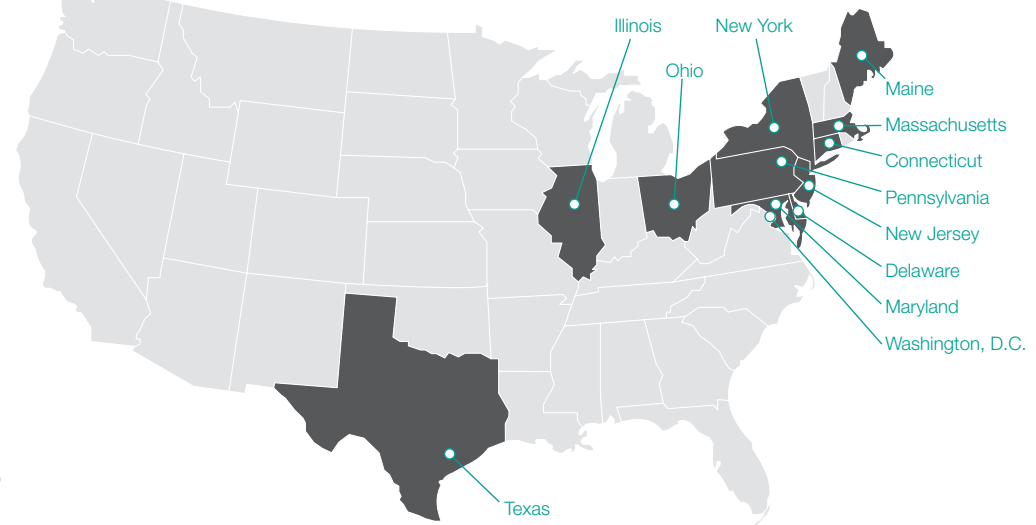 Illinois
New York
Ohio
Maine
Massachusetts
Connecticut
Pennsylvania
New Jersey
Delaware
Maryland
Washington, D.C.
Texas